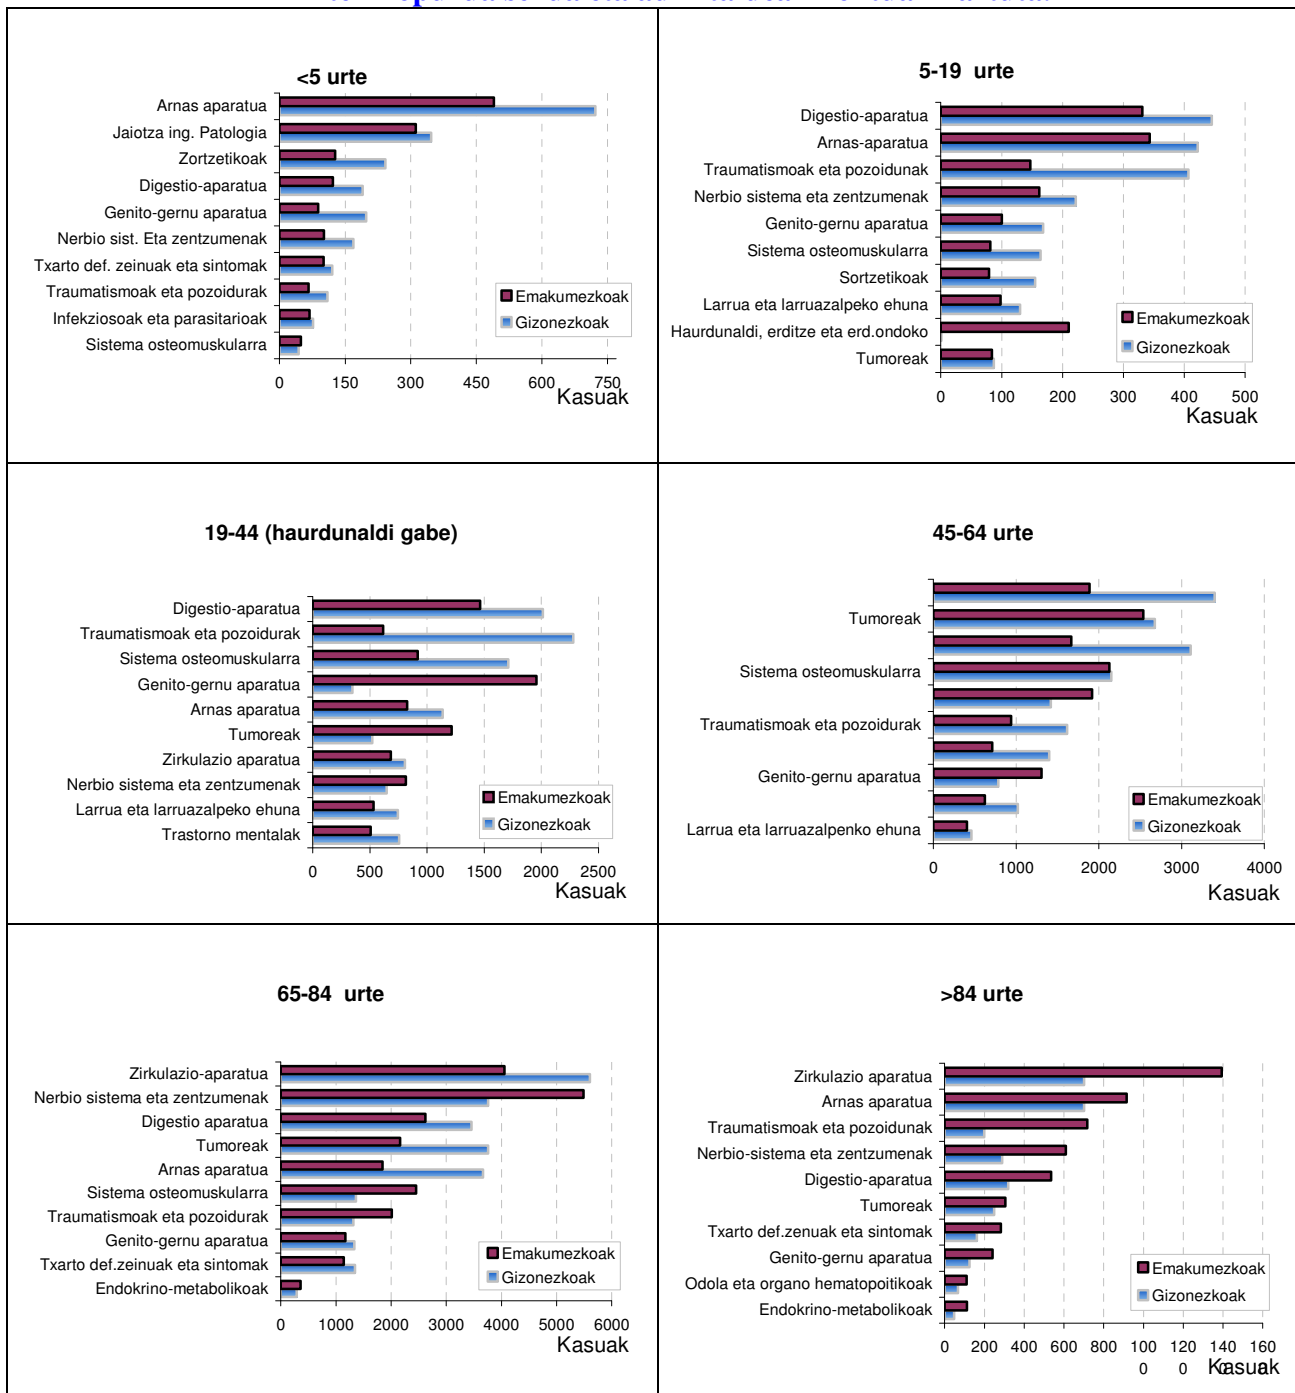 <5 urte
Arnas aparatua
Jaiotza ing. Patologia
Zortzetikoak
Digestio-aparatua
Genito-gernu aparatua
Nerbio sist. Eta zentzumenak
Txarto def. zeinuak eta sintomak
Traumatismoak eta pozoidurak
Infekziosoak eta parasitarioak
Sistema osteomuskularra
Emakumezkoak
Gizonezkoak
0 150 300 450 600 750
Kasuak
5-19 urte
Digestio-aparatua
Arnas-aparatua
Traumatismoak eta pozoidunak
Nerbio sistema eta zentzumenak
Genito-gernu aparatua
Sistema osteomuskularra
Sortzetikoak
Larrua eta larruazalpeko ehuna
Haurdunaldi, erditze eta erd.ondoko
Tumoreak
Emakumezkoak
Gizonezkoak
0 100 200 300 400 500
Kasuak
19-44 (haurdunaldi gabe)
Digestio-aparatua
Traumatismoak eta pozoidurak
Sistema osteomuskularra
Genito-gernu aparatua
Arnas aparatua
Tumoreak
Zirkulazio aparatua
Nerbio sistema eta zentzumenak
Larrua eta larruazalpeko ehuna
Trastorno mentalak
Emakumezkoak
Gizonezkoak
0 500 1000 1500 2000 2500
Kasuak
45-64 urte
Tumoreak
Sistema osteomuskularra
Traumatismoak eta pozoidurak
Genito-gernu aparatua
Larrua eta larruazalpenko ehuna
Emakumezkoak
Gizonezkoak
0 1000 2000 3000 4000
Kasuak
65-84 urte
Zirkulazio-aparatua
Nerbio sistema eta zentzumenak
Digestio aparatua
Tumoreak
Arnas aparatua
Sistema osteomuskularra
Traumatismoak eta pozoidurak
Genito-gernu aparatua
Txarto def.zeinuak eta sintomak
Endokrino-metabolikoak
Emakumezkoak
Gizonezkoak
0 1000 2000 3000 4000 5000 6000
Kasuak
>84 urte
Zirkulazio aparatua
Arnas aparatua
Traumatismoak eta pozoidunak
Nerbio-sistema eta zentzumenak
Digestio-aparatua
Tumoreak
Txarto def.zenuak eta sintomak
Genito-gernu aparatua
Odola eta organo hematopoitikoak
Endokrino-metabolikoak
Emakumezkoak
Gizonezkoak
0 200 400 600 800 100 120 140 160
0 0 0 0
Kasuak